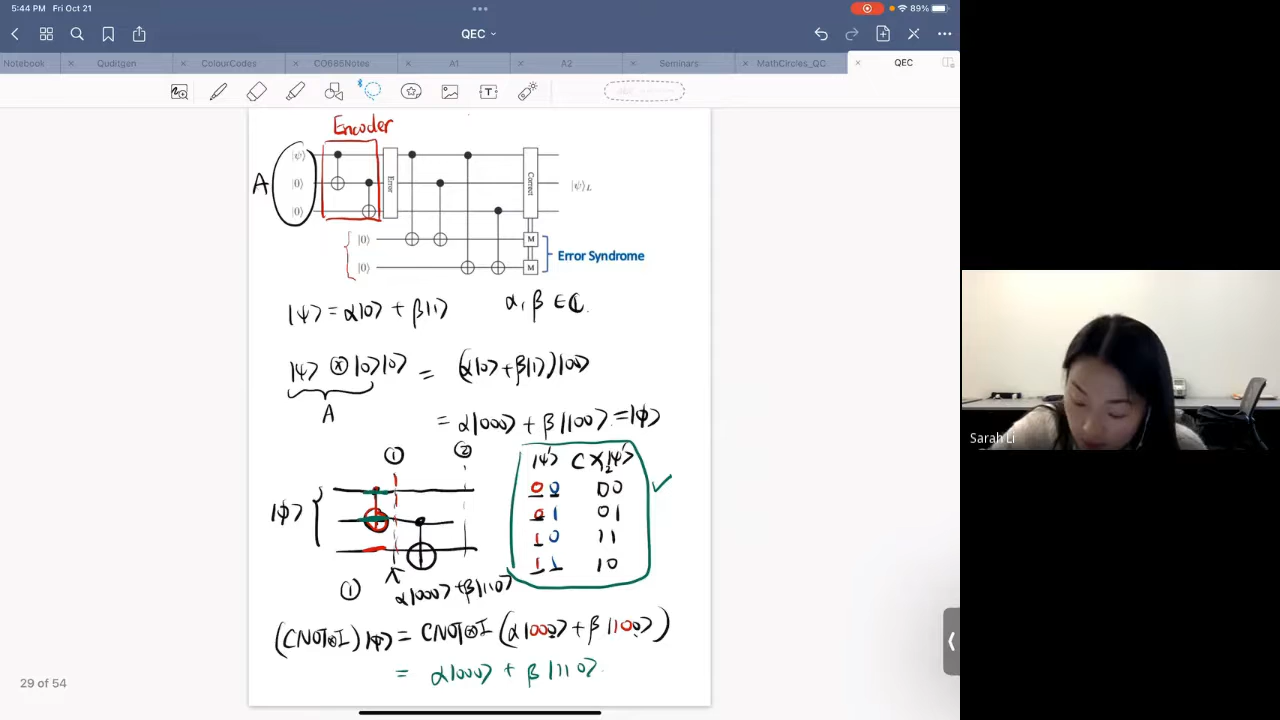 5:44 PM Fri Oct 21
89%
QEC
Notebook
Quditgen
ColourCodes
CO685Notes
A1
A2
Seminars
MathCircles_QC
QEC
Encoder
A
|ψ⟩
|0⟩
|0⟩
Error
Correct
|ψ⟩L
|0⟩
|0⟩
M
M
Error Syndrome
|ψ⟩ = α|0⟩ + β|1⟩ α, β ∈ ℂ.
|ψ⟩ ⊗ |0⟩|0⟩ = (α|0⟩ + β|1⟩)|00⟩
A
= α|000⟩ + β|100⟩ = |ϕ⟩
① ②
|ϕ⟩
|ψ'⟩ CX₂|ψ'⟩
00 00
01 01
10 11
11 10
✓
① α|000⟩ + β|110⟩
(CNOT⊗I)|ϕ⟩ = CNOT⊗I (α|000⟩ + β|100⟩)
= α|000⟩ + β|110⟩.
29 of 54
Sarah Li